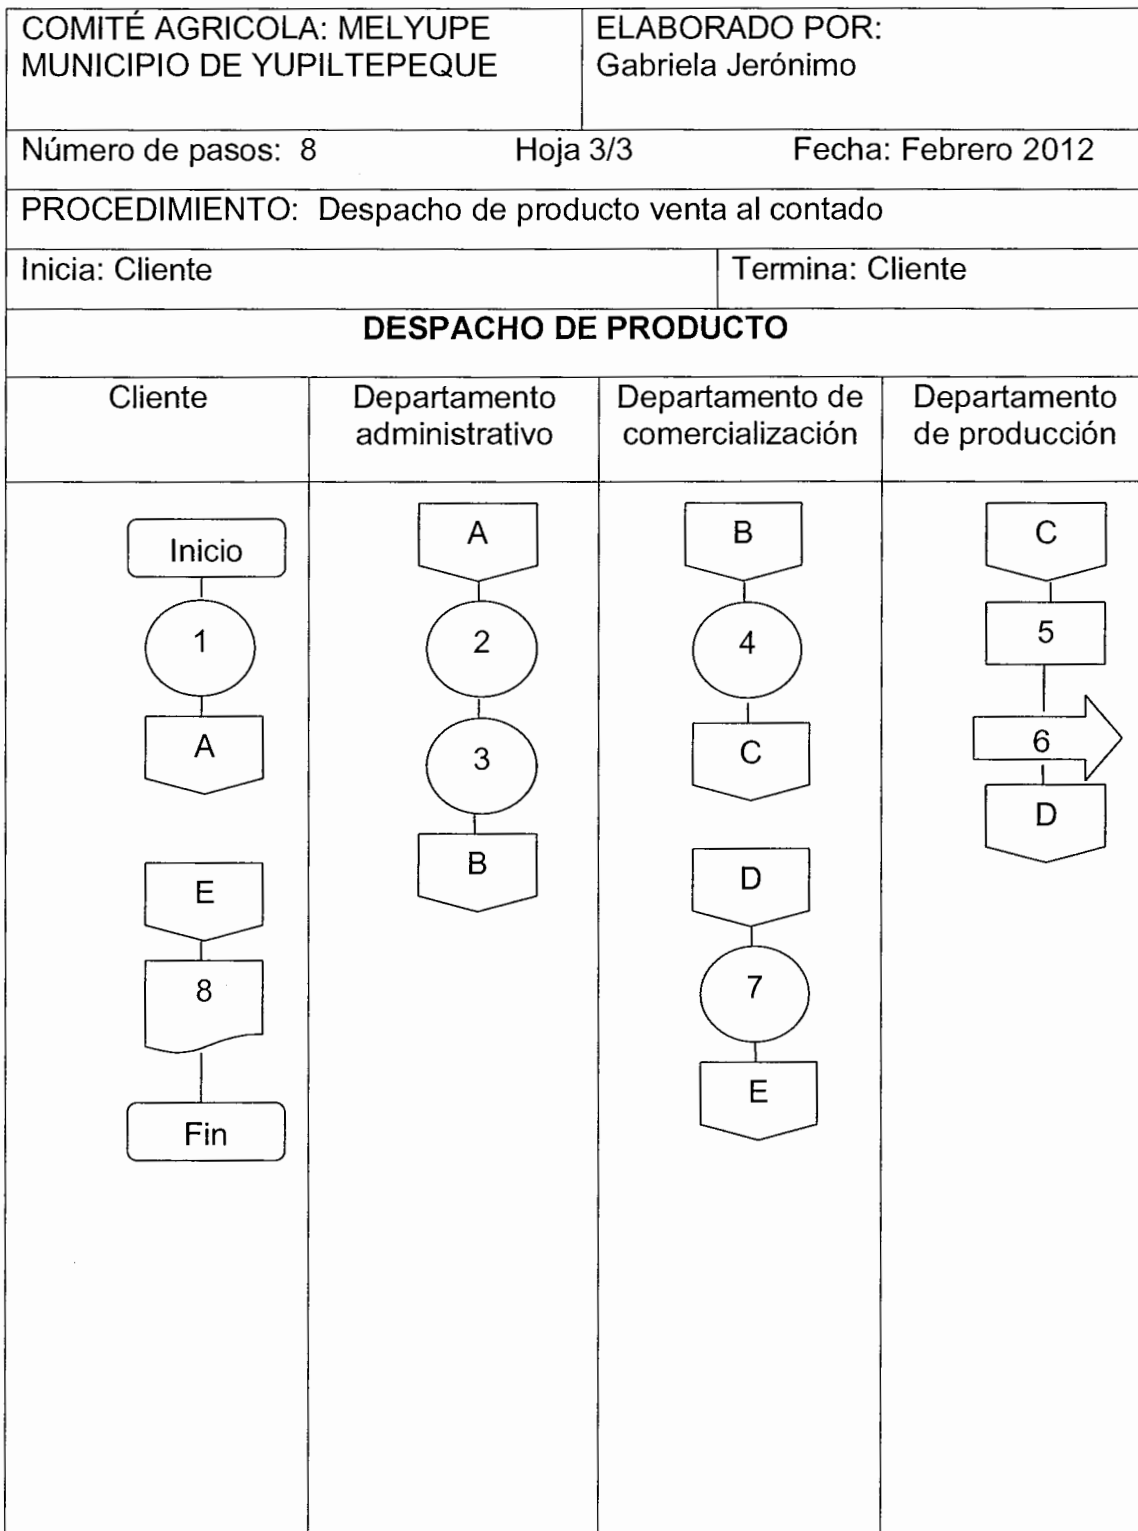 COMITÉ AGRICOLA: MELYUPE
MUNICIPIO DE YUPILTEPEQUE
ELABORADO POR:
Gabriela Jerónimo
Número de pasos: 8 Hoja 3/3 Fecha: Febrero 2012
PROCEDIMIENTO: Despacho de producto venta al contado
Inicia: Cliente
Termina: Cliente
DESPACHO DE PRODUCTO
Cliente
Departamento
administrativo
Departamento de
comercialización
Departamento
de producción
Inicio
1
A
E
8
Fin
A
2
3
B
B
4
C
D
7
E
C
5
6
D